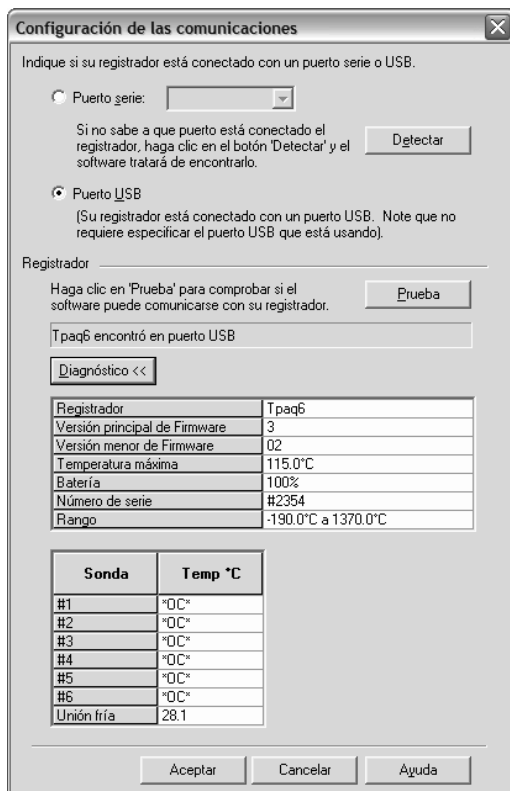 Configuración de las comunicaciones
Indique si su registrador está conectado con un puerto serie o USB.
Puerto serie:
Si no sabe a que puerto está conectado el
registrador, haga clic en el botón 'Detectar' y el
software tratará de encontrarlo.
Detectar
Puerto USB
(Su registrador está conectado con un puerto USB. Note que no
requiere especificar el puerto USB que está usando).
Registrador
Haga clic en 'Prueba' para comprobar si el
software puede comunicarse con su registrador.
Prueba
Tpaq6 encontró en puerto USB
Diagnóstico <<
Registrador Tpaq6
Versión principal de Firmware 3
Versión menor de Firmware 02
Temperatura máxima 115.0°C
Batería 100%
Número de serie #2354
Rango -190.0°C a 1370.0°C
Sonda Temp °C
#1 *OC*
#2 *OC*
#3 *OC*
#4 *OC*
#5 *OC*
#6 *OC*
Unión fría 28.1
Aceptar Cancelar Ayuda